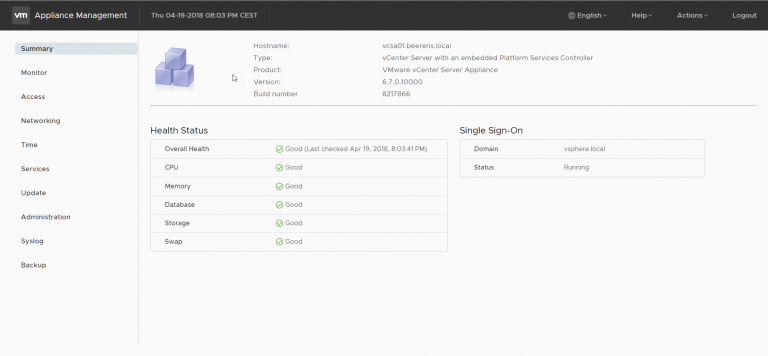 vm Appliance Management Thu 04-19-2018 08:03 PM CEST English Help Actions Logout
Summary
Monitor
Access
Networking
Time
Services
Update
Administration
Syslog
Backup
Hostname: vcsa01.beerens.local
Type: vCenter Server with an embedded Platform Services Controller
Product: VMware vCenter Server Appliance
Version: 6.7.0.10000
Build number 8217866
Health Status
Overall Health Good (Last checked Apr 19, 2018, 8:03:41 PM)
CPU Good
Memory Good
Database Good
Storage Good
Swap Good
Single Sign-On
Domain vsphere.local
Status Running